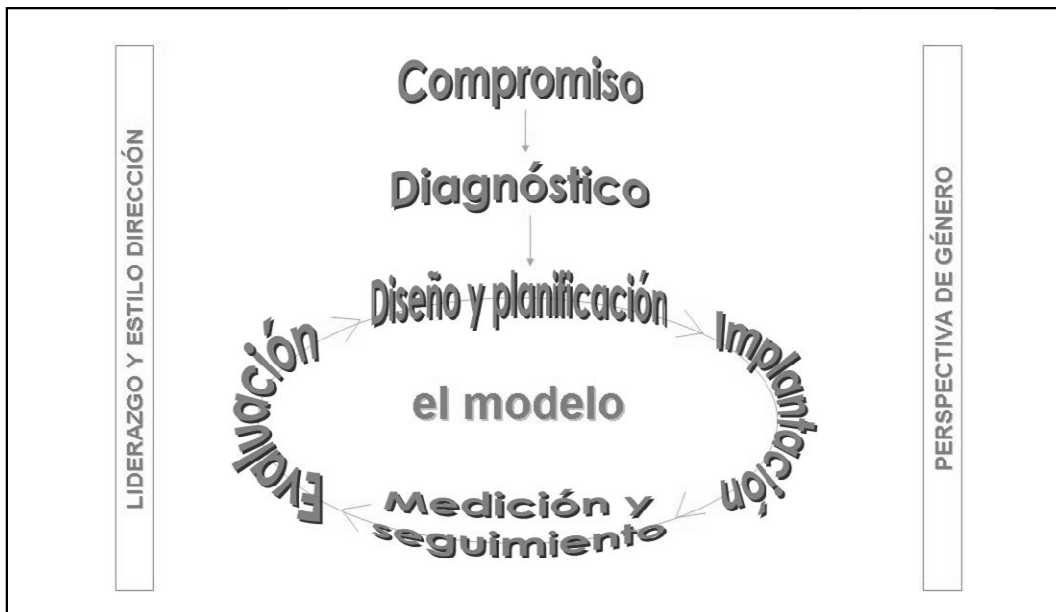 Compromiso
Diagnóstico
Diseño y planificación
Implantación
Medición y
seguimiento
Evaluación
el modelo
LIDERAZGO Y ESTILO DIRECCIÓN
PERSPECTIVA DE GÉNERO